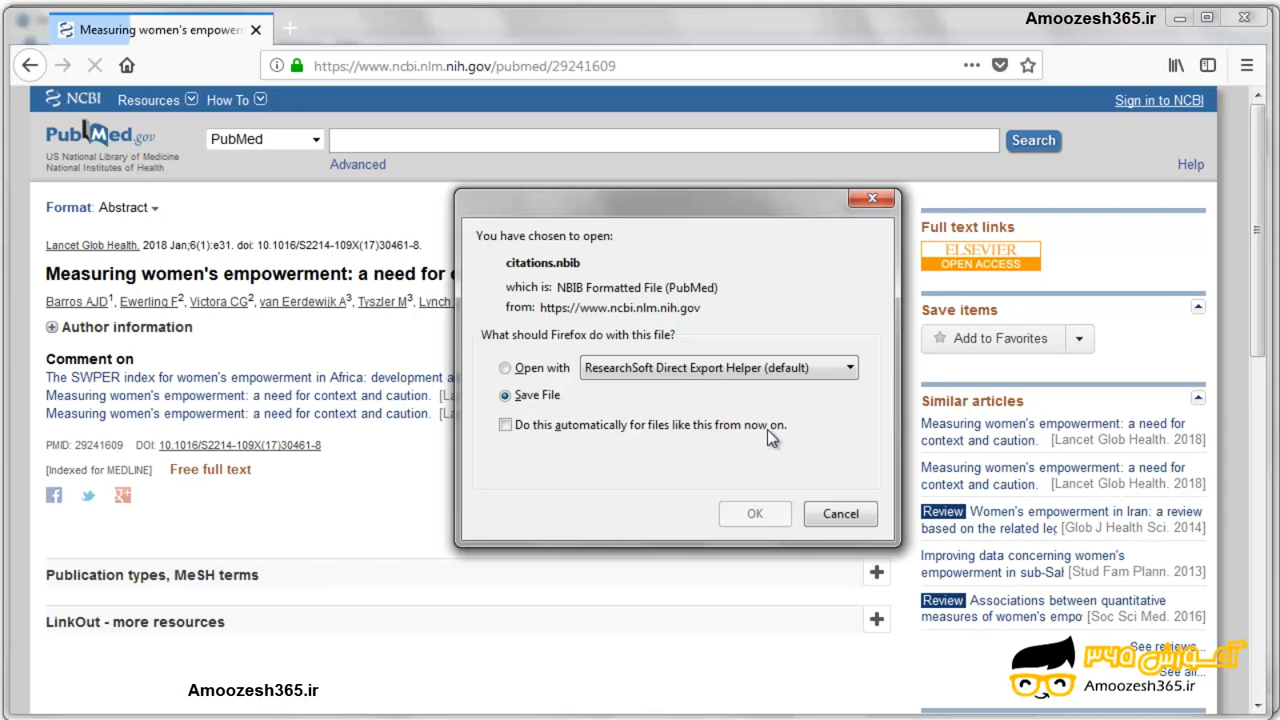 Measuring women's empower
Amoozesh365.ir
https://www.ncbi.nlm.nih.gov/pubmed/29241609
NCBI Resources How To Sign in to NCBI
PubMed.gov
US National Library of Medicine
National Institutes of Health
PubMed
Search
Advanced
Help
Format: Abstract
Lancet Glob Health. 2018 Jan;6(1):e31. doi: 10.1016/S2214-109X(17)30461-8.
Measuring women's empowerment: a need for
Barros AJD1, Ewerling F2, Victora CG2, van Eerdewijk A3, Tyszler M3, Lynch
Author information
Comment on
The SWPER index for women's empowerment in Africa: development a
Measuring women's empowerment: a need for context and caution. [La
Measuring women's empowerment: a need for context and caution. [La
PMID: 29241609 DOI: 10.1016/S2214-109X(17)30461-8
[Indexed for MEDLINE] Free full text
Publication types, MeSH terms
LinkOut - more resources
You have chosen to open:
citations.nbib
which is: NBIB Formatted File (PubMed)
from: https://www.ncbi.nlm.nih.gov
What should Firefox do with this file?
Open with ResearchSoft Direct Export Helper (default)
Save File
Do this automatically for files like this from now on.
OK Cancel
Full text links
ELSEVIER
OPEN ACCESS
Save items
Add to Favorites
Similar articles
Measuring women's empowerment: a need for
context and caution. [Lancet Glob Health. 2018]
Measuring women's empowerment: a need for
context and caution. [Lancet Glob Health. 2018]
Review Women's empowerment in Iran: a review
based on the related leg [Glob J Health Sci. 2014]
Improving data concerning women's
empowerment in sub-Sah [Stud Fam Plann. 2013]
Review Associations between quantitative
measures of women's empo [Soc Sci Med. 2016]
See reviews...
See all...
آموزش ۳۶۵
Amoozesh365.ir
Amoozesh365.ir